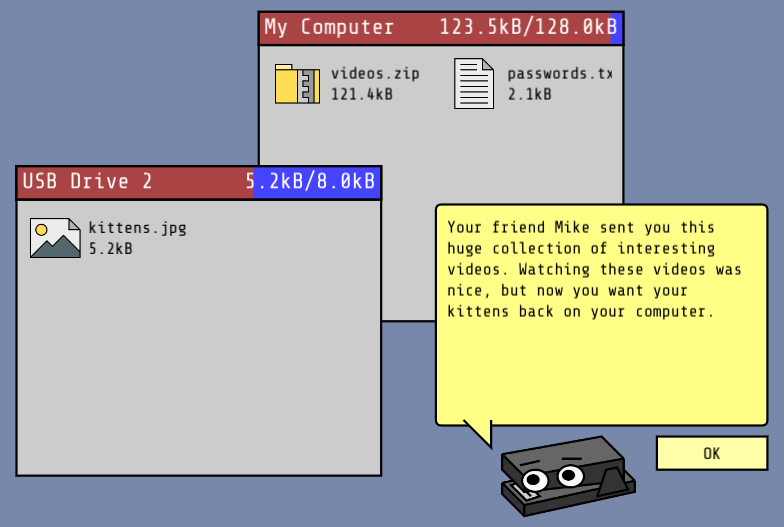 My Computer 123.5kB/128.0kB
videos.zip
121.4kB
passwords.tx
2.1kB
USB Drive 2 5.2kB/8.0kB
kittens.jpg
5.2kB
Your friend Mike sent you this
huge collection of interesting
videos. Watching these videos was
nice, but now you want your
kittens back on your computer.
OK